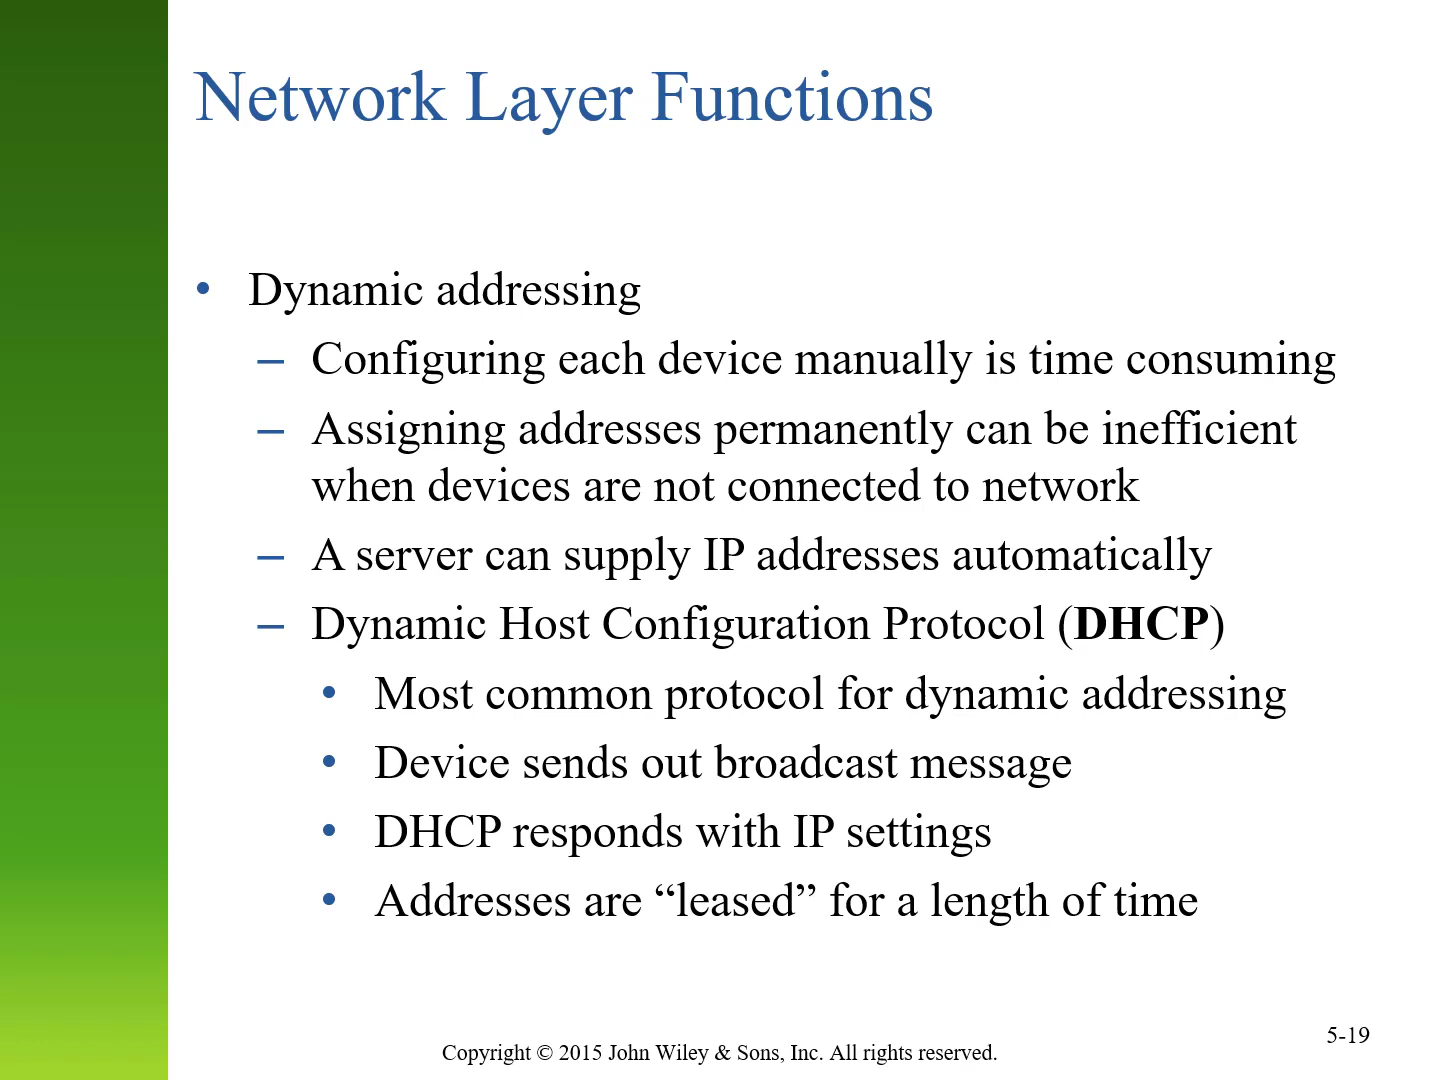 Network Layer Functions
• Dynamic addressing
– Configuring each device manually is time consuming
– Assigning addresses permanently can be inefficient
when devices are not connected to network
– A server can supply IP addresses automatically
– Dynamic Host Configuration Protocol (DHCP)
• Most common protocol for dynamic addressing
• Device sends out broadcast message
• DHCP responds with IP settings
• Addresses are “leased” for a length of time
5-19
Copyright © 2015 John Wiley & Sons, Inc. All rights reserved.